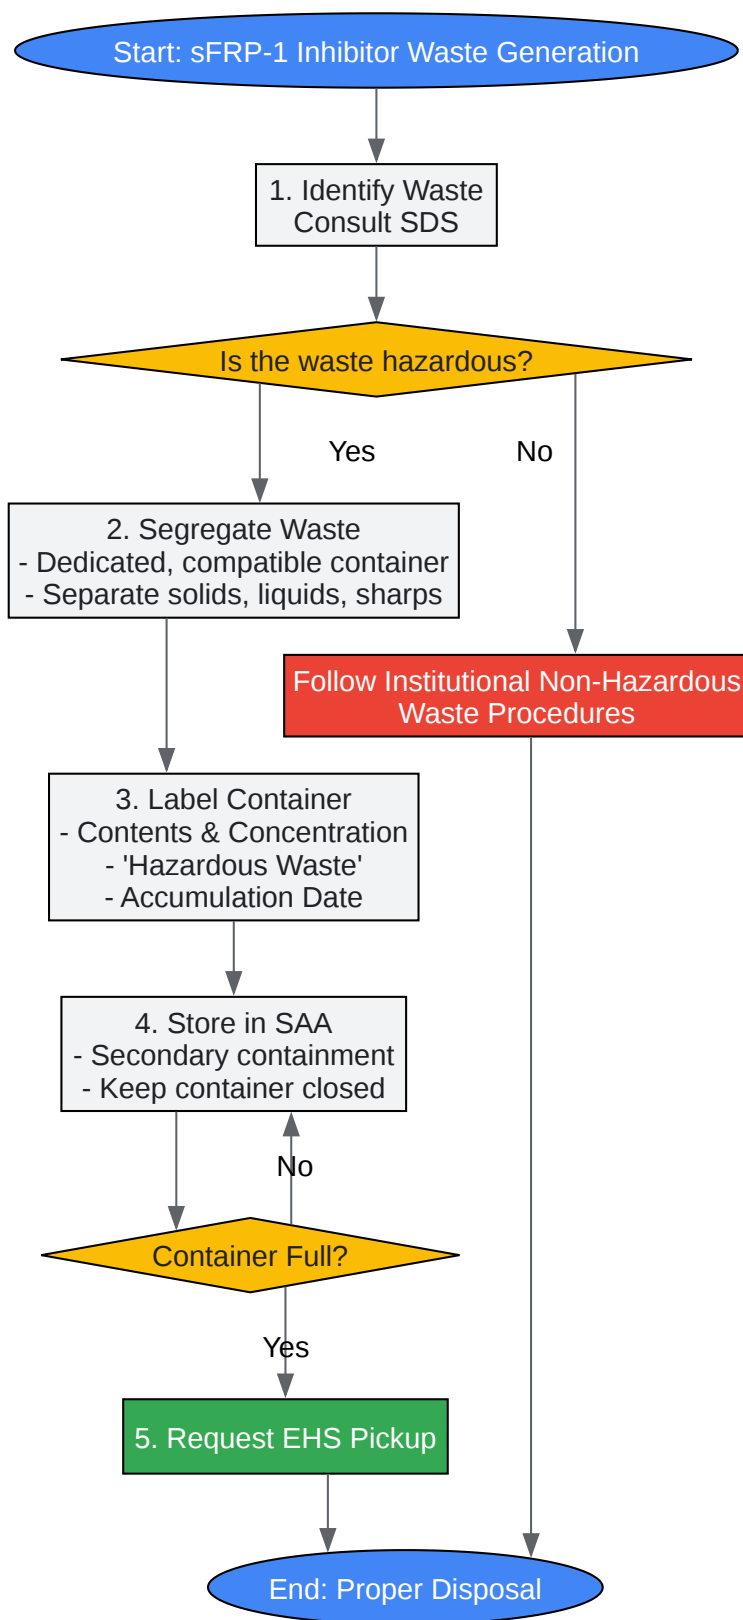 Start: sFRP-1 Inhibitor Waste Generation
1. Identify Waste
Consult SDS
Is the waste hazardous?
Yes
No
2. Segregate Waste
- Dedicated, compatible container
- Separate solids, liquids, sharps
Follow Institutional Non-Hazardous
Waste Procedures
3. Label Container
- Contents & Concentration
- 'Hazardous Waste'
- Accumulation Date
4. Store in SAA
- Secondary containment
- Keep container closed
No
Container Full?
Yes
5. Request EHS Pickup
End: Proper Disposal